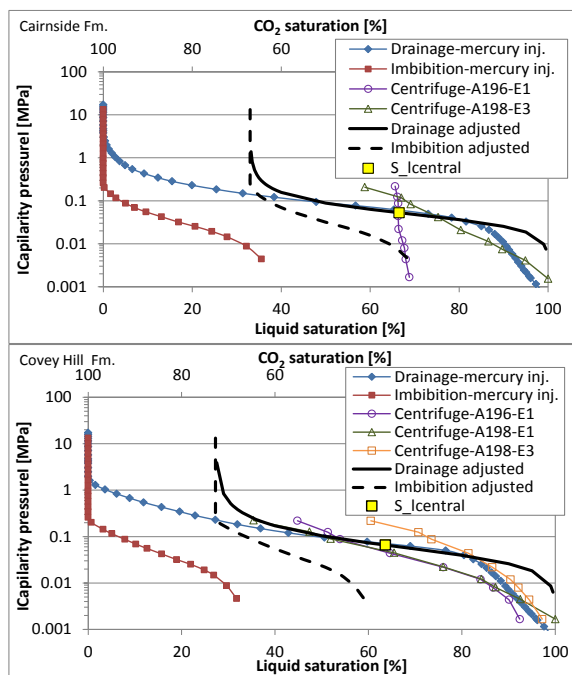 Cairnside Fm.
CO2 saturation [%]
100 80 60
Drainage-mercury inj.
Imbibition-mercury inj.
Centrifuge-A196-E1
Centrifuge-A198-E3
Drainage adjusted
Imbibition adjusted
S_lcentral
ICapilarity pressureI [MPa]
100
10
1
0.1
0.01
0.001
0 20 40 60 80 100
Liquid saturation [%]
Covey Hill Fm.
CO2 saturation [%]
100 80 60
Drainage-mercury inj.
Imbibition-mercury inj.
Centrifuge-A196-E1
Centrifuge-A198-E1
Centrifuge-A198-E3
Drainage adjusted
Imbibition adjusted
S_lcentral
ICapilarity pressureI [MPa]
100
10
1
0.1
0.01
0.001
0 20 40 60 80 100
Liquid saturation [%]